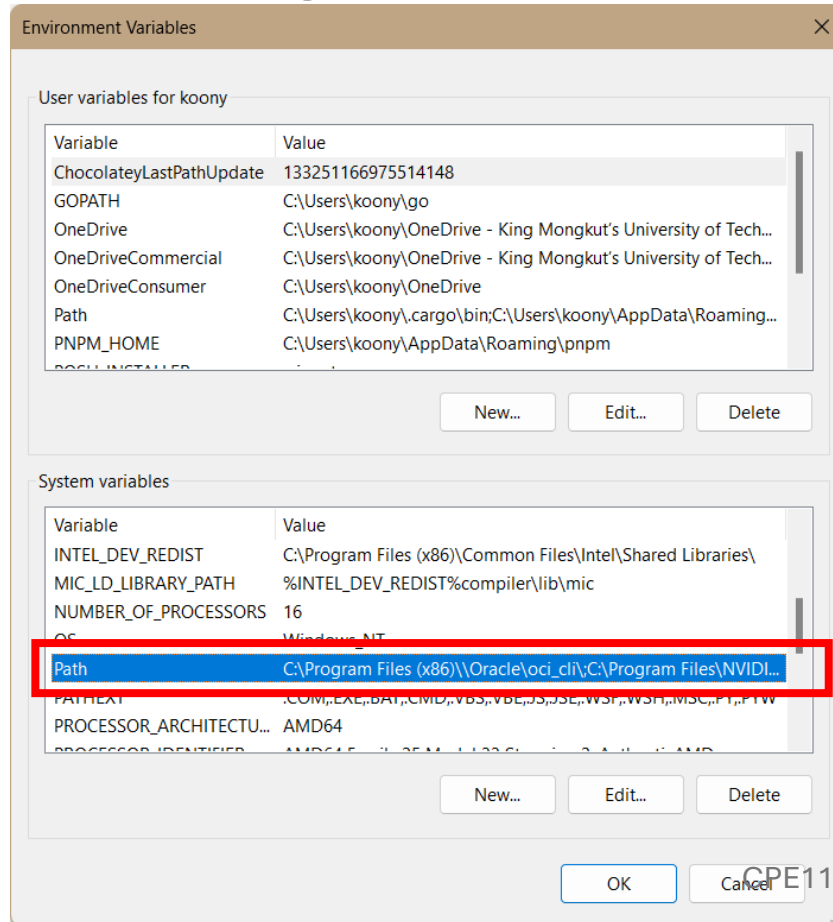 Environment Variables
User variables for koony
Variable Value
ChocolateyLastPathUpdate 133251166975514148
GOPATH C:\Users\koony\go
OneDrive C:\Users\koony\OneDrive - King Mongkut's University of Tech...
OneDriveCommercial C:\Users\koony\OneDrive - King Mongkut's University of Tech...
OneDriveConsumer C:\Users\koony\OneDrive
Path C:\Users\koony\.cargo\bin;C:\Users\koony\AppData\Roaming...
PNPM_HOME C:\Users\koony\AppData\Roaming\pnpm
New... Edit... Delete
System variables
Variable Value
INTEL_DEV_REDIST C:\Program Files (x86)\Common Files\Intel\Shared Libraries\
MIC_LD_LIBRARY_PATH %INTEL_DEV_REDIST%compiler\lib\mic
NUMBER_OF_PROCESSORS 16
OS Windows_NT
Path C:\Program Files (x86)\\Oracle\oci_cli\;C:\Program Files\NVIDI...
PATHEXT .COM;.EXE;.BAT;.CMD;.VBS;.VBE;.JS;.JSE;.WSF;.WSH;.MSC;.PY;.PYW
PROCESSOR_ARCHITECTU... AMD64
New... Edit... Delete
OK Cancel
CPE11